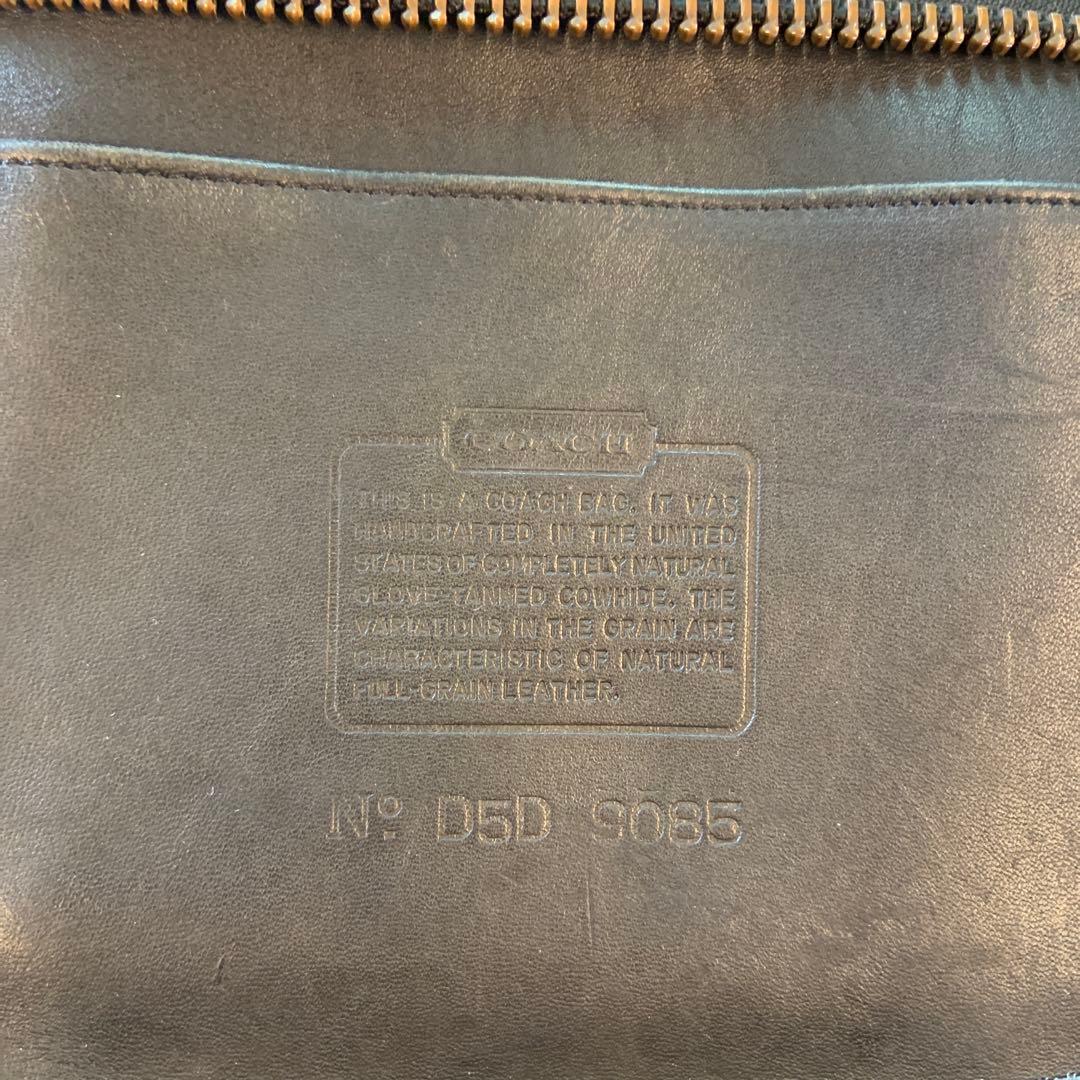 COACH
THIS IS A COACH BAG. IT WAS
HANDCRAFTED IN THE UNITED
STATES OF COMPLETELY NATURAL
GLOVE-TANNED COWHIDE. THE
VARIATIONS IN THE GRAIN ARE
CHARACTERISTIC OF NATURAL
FULL-GRAIN LEATHER.
Nº D5D 9085